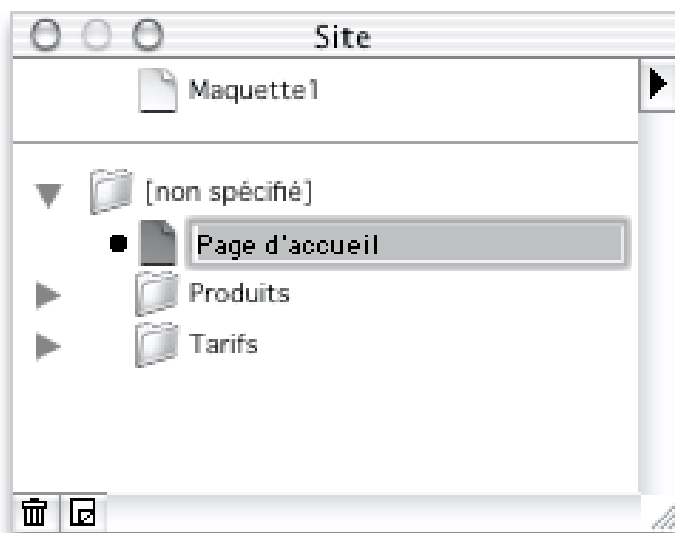 Site
Maquette1
[non spécifié]
Page d'accueil
Produits
Tarifs